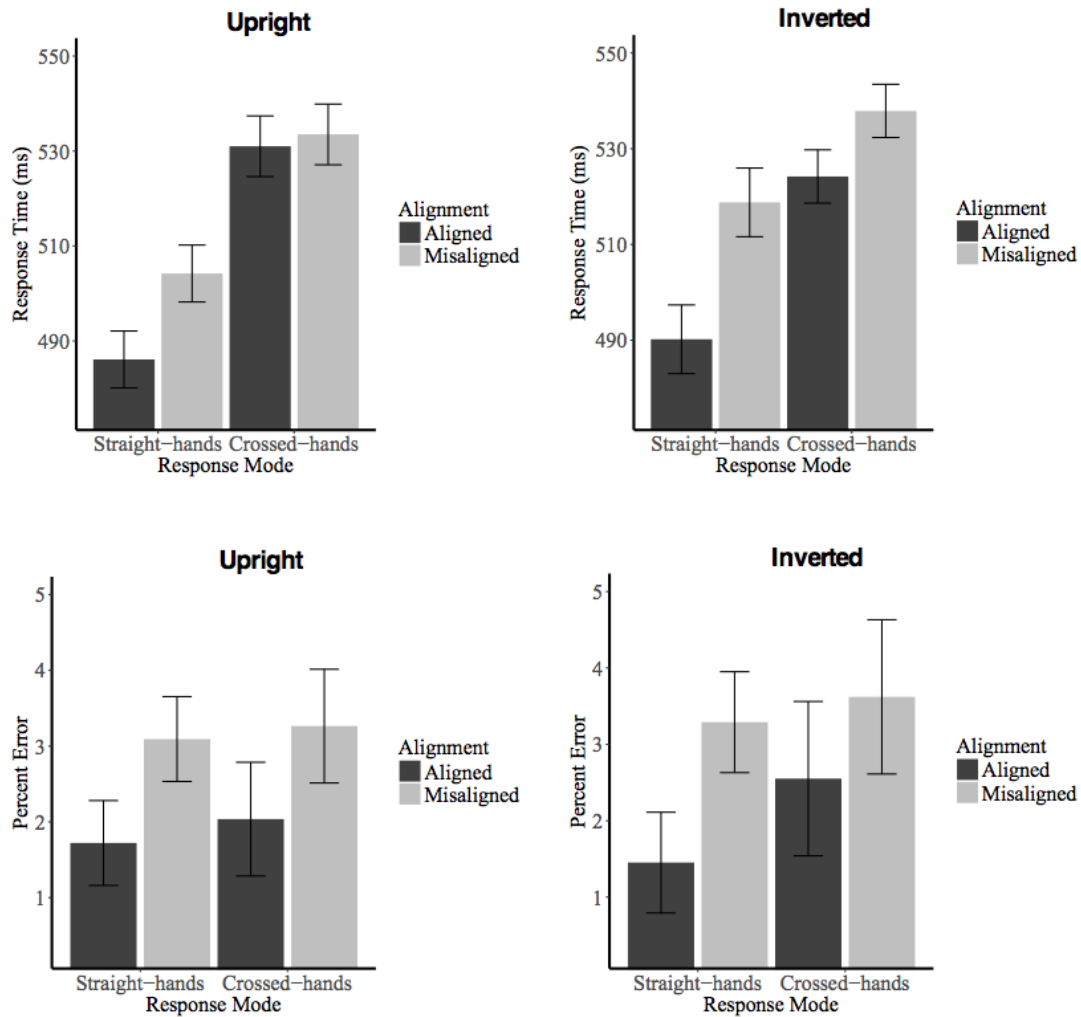 Upright
550
530
510
490
Response Time (ms)
Straight-hands Crossed-hands
Response Mode
Alignment
Aligned
Misaligned
Inverted
550
530
510
490
Response Time (ms)
Straight-hands Crossed-hands
Response Mode
Alignment
Aligned
Misaligned
Upright
5
4
3
2
1
Percent Error
Straight-hands Crossed-hands
Response Mode
Alignment
Aligned
Misaligned
Inverted
5
4
3
2
1
Percent Error
Straight-hands Crossed-hands
Response Mode
Alignment
Aligned
Misaligned